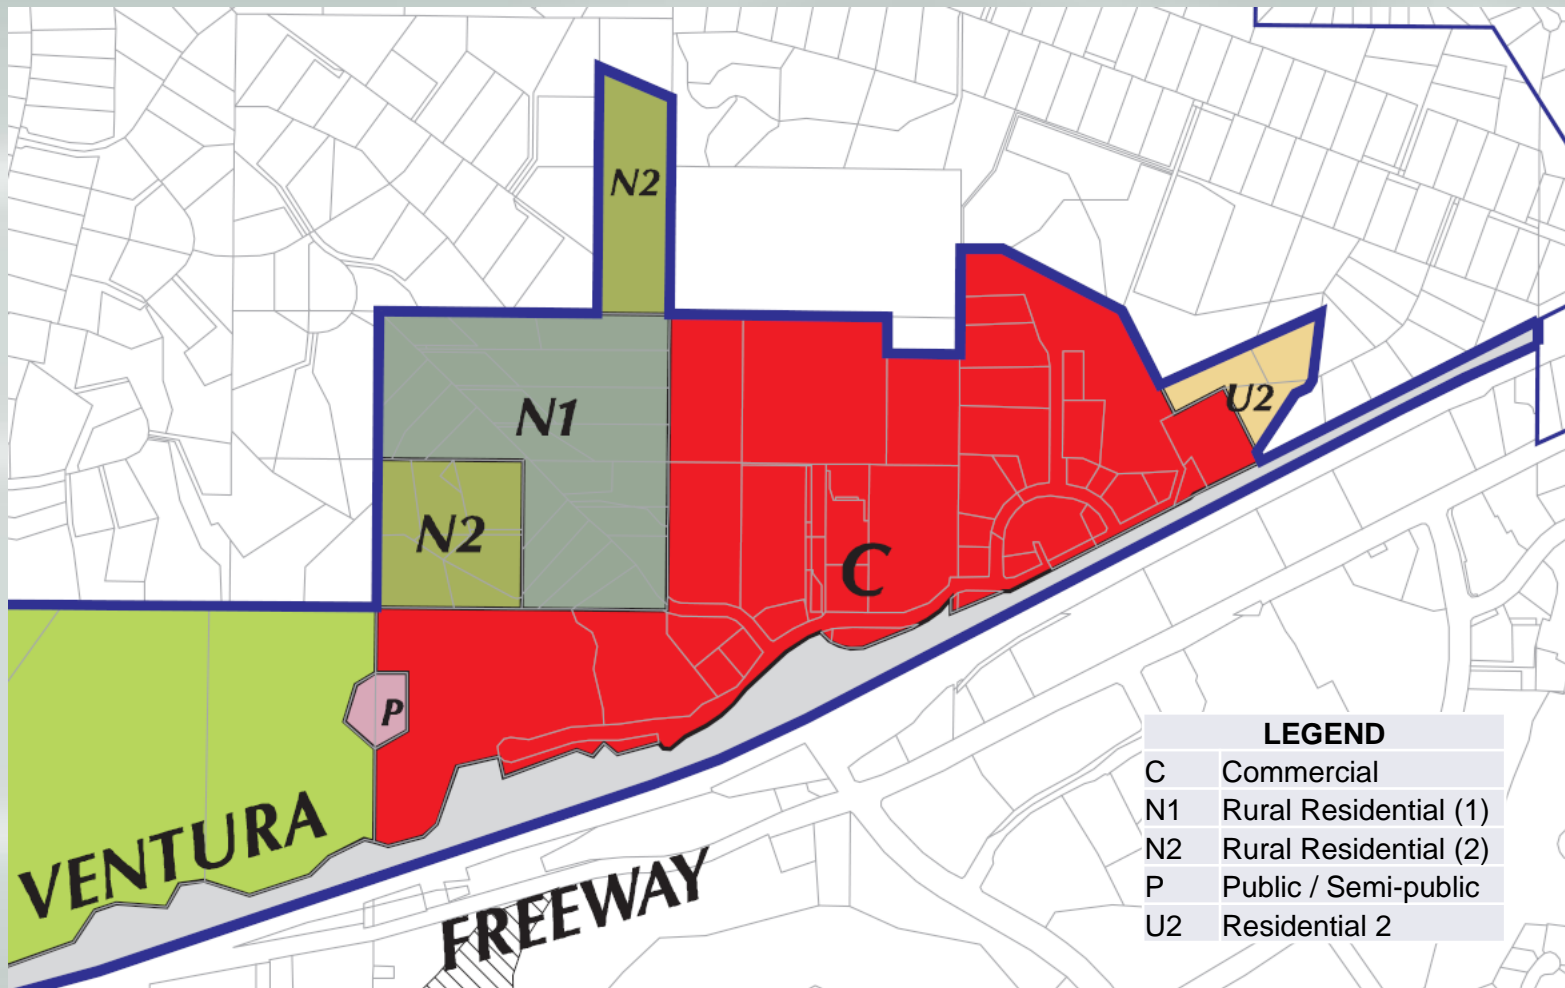 N2
N1
U2
N2
C
P
VENTURA
FREEWAY
LEGEND
C Commercial
N1 Rural Residential (1)
N2 Rural Residential (2)
P Public / Semi-public
U2 Residential 2